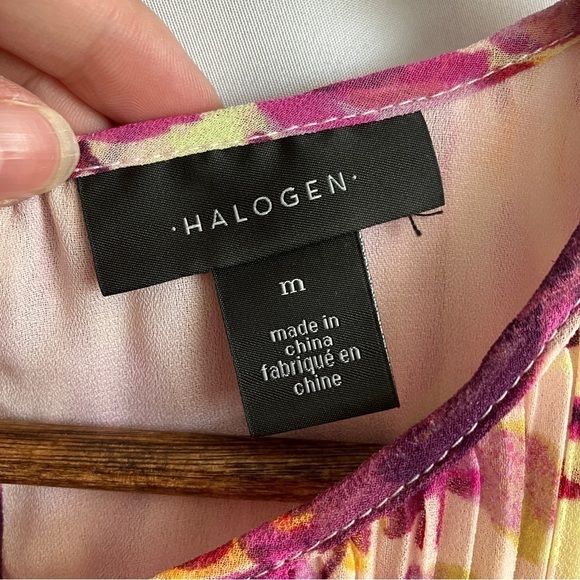 ·HALOGEN·
m
made in
china
fabriqué en
chine